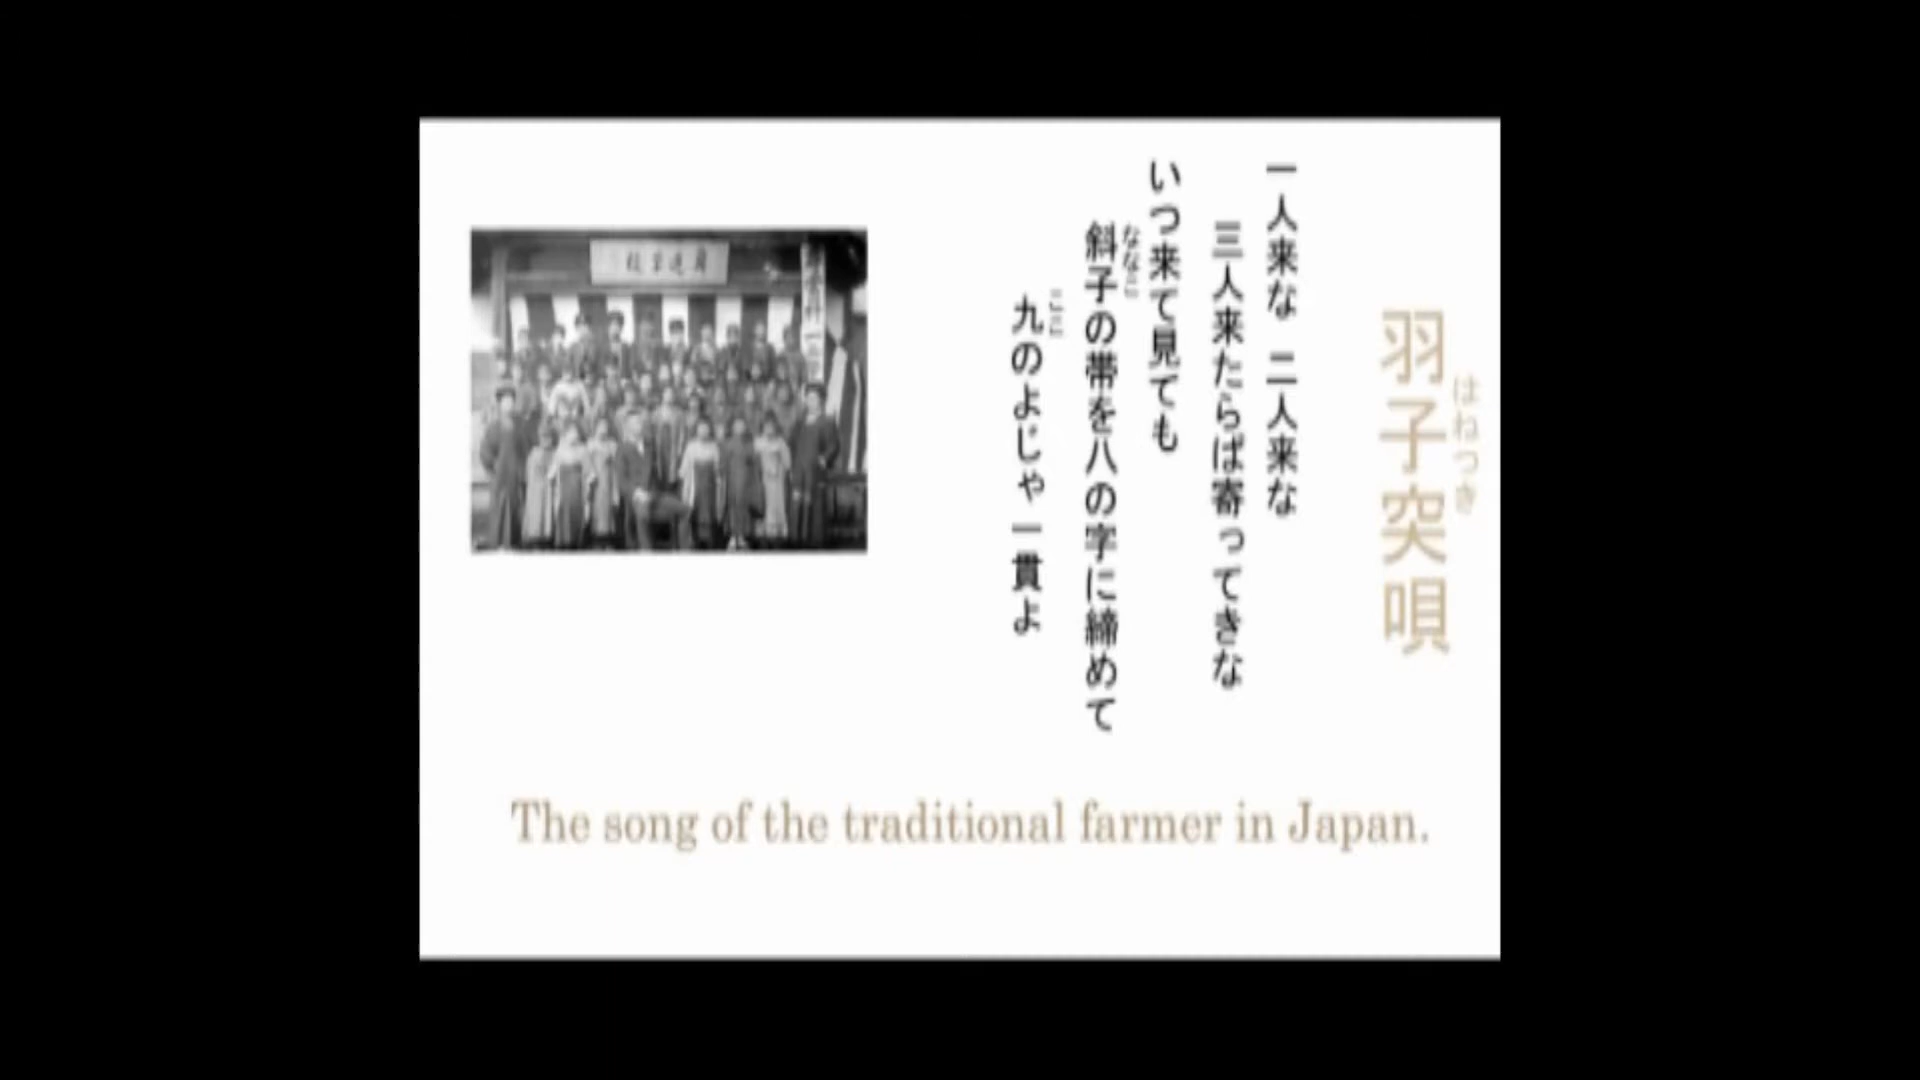 羽子突唄
はねつき
一人来な 二人来な
三人来たらば寄ってきな
いつ来て見ても
ななこ
斜子の帯を八の字に締めて
ここ
九のよじゃ一貫よ
The song of the traditional farmer in Japan.